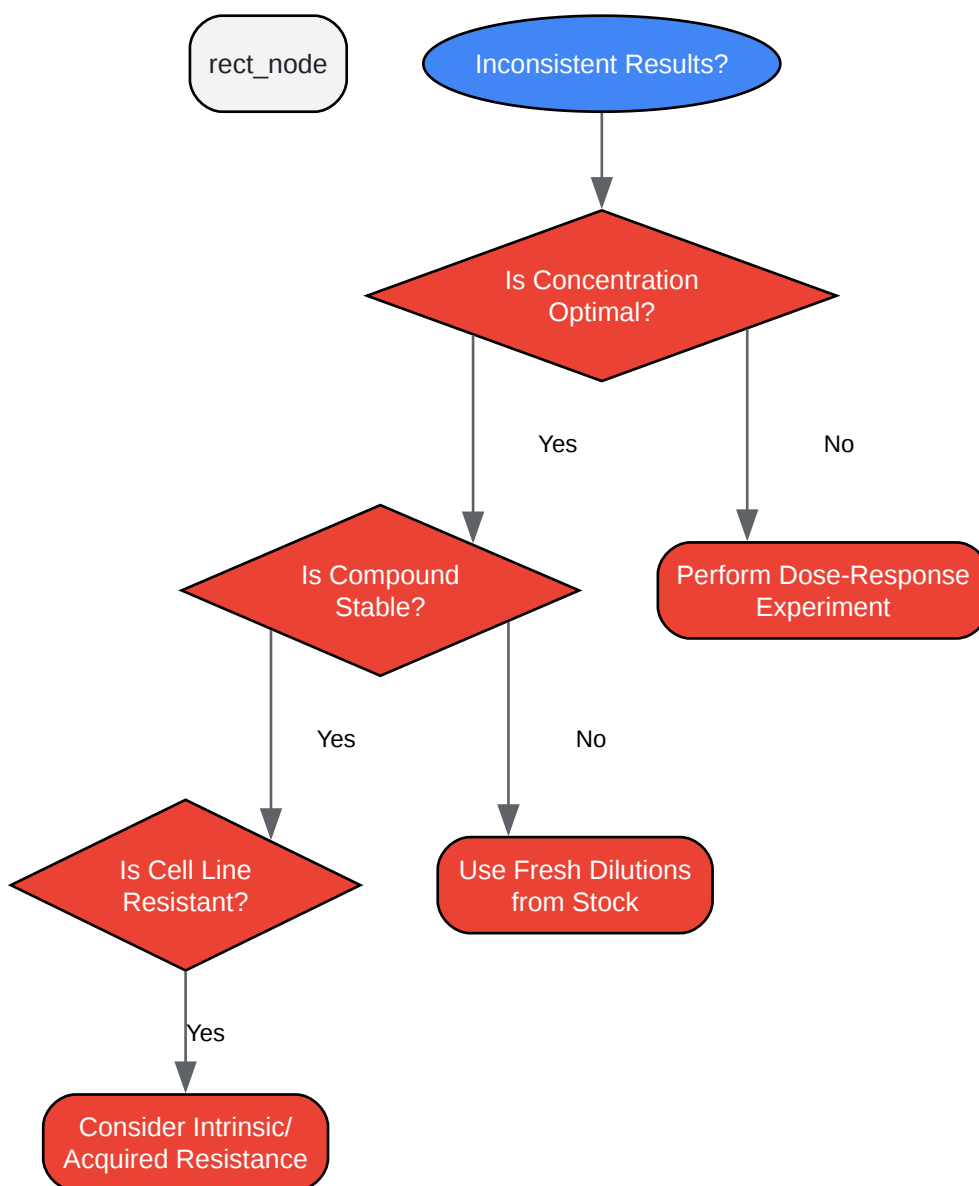 rect_node
Inconsistent Results?
Is Concentration
Optimal?
Yes
No
Is Compound
Stable?
Perform Dose-Response
Experiment
Yes
No
Is Cell Line
Resistant?
Use Fresh Dilutions
from Stock
Yes
Consider Intrinsic/
Acquired Resistance